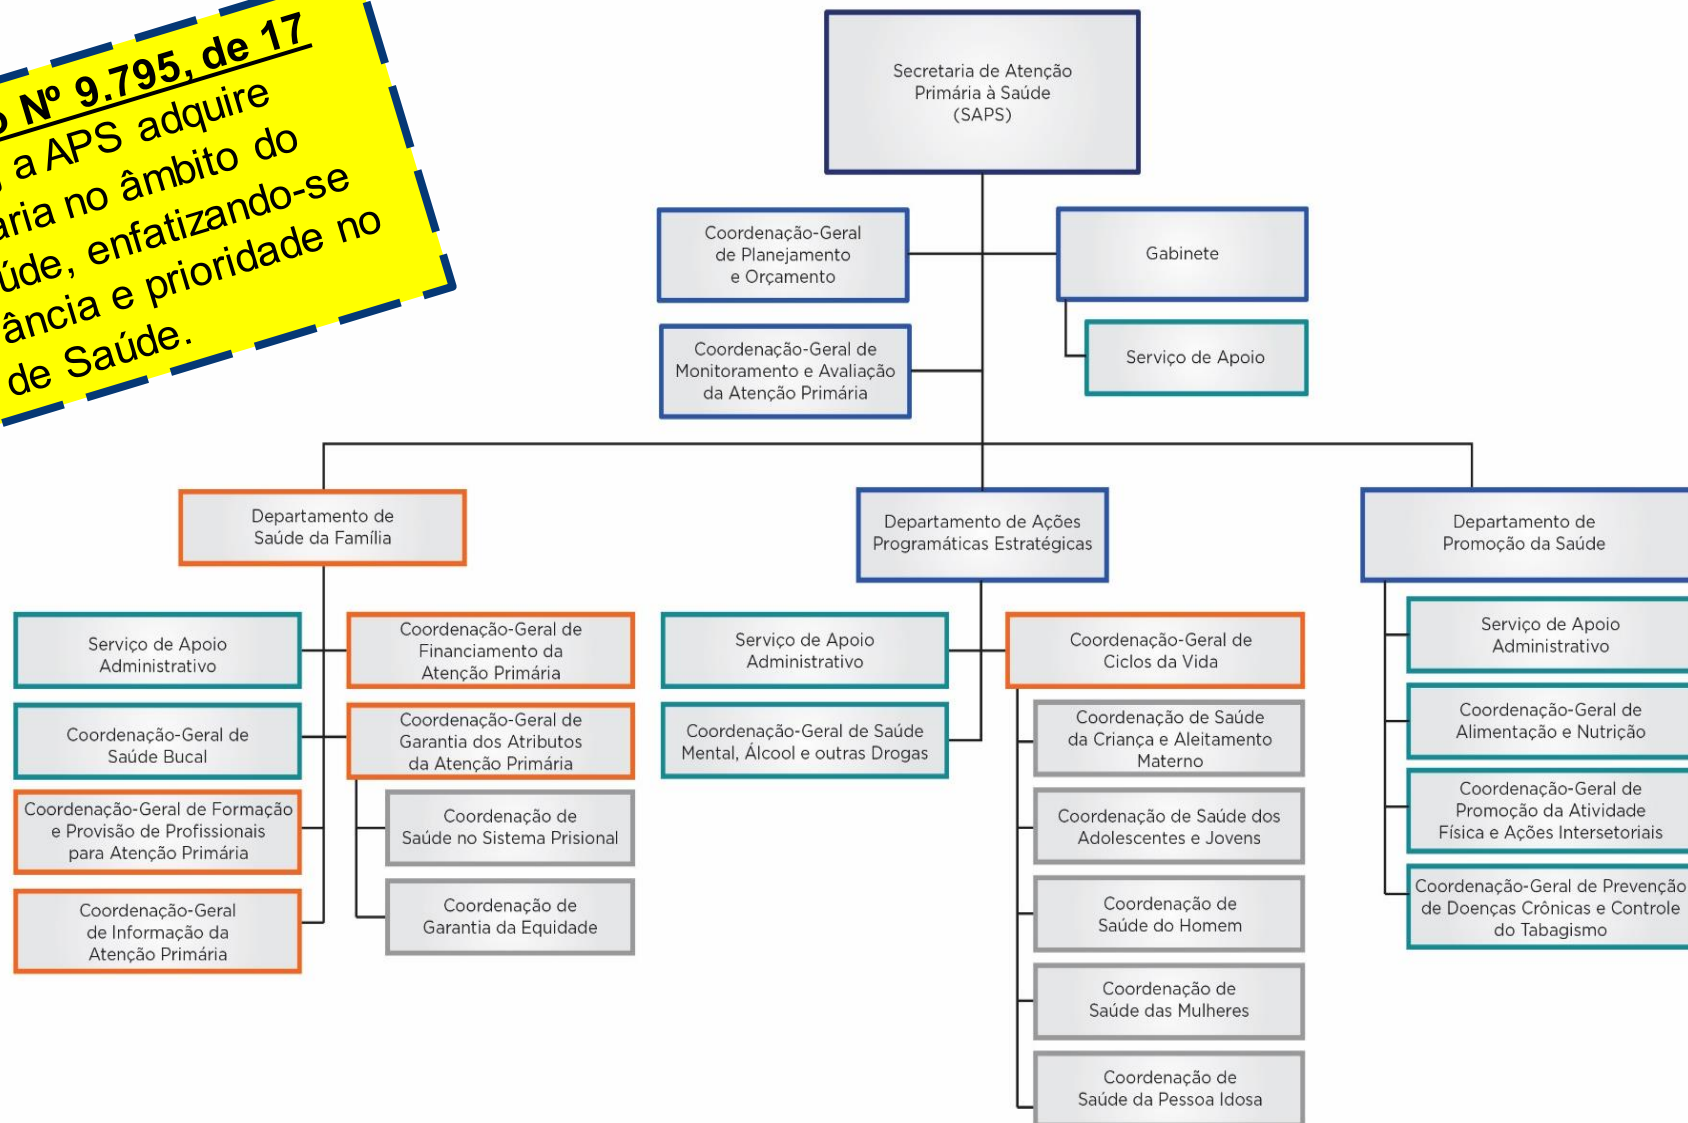 Nº 9.795, de 17
a APS adquire
no âmbito do
enfatizando-se
e prioridade no
de Saúde.
Secretaria de Atenção
Primária à Saúde
(SAPS)
Coordenação-Geral
de Planejamento
e Orçamento
Gabinete
Coordenação-Geral de
Monitoramento e Avaliação
da Atenção Primária
Serviço de Apoio
Departamento de
Saúde da Família
Serviço de Apoio
Administrativo
Coordenação-Geral de
Financiamento da
Atenção Primária
Coordenação-Geral de
Saúde Bucal
Coordenação-Geral de
Garantia dos Atributos
da Atenção Primária
Coordenação-Geral de Formação
e Provisão de Profissionais
para Atenção Primária
Coordenação de
Saúde no Sistema Prisional
Coordenação-Geral
de Informação da
Atenção Primária
Coordenação de
Garantia da Equidade
Departamento de Ações
Programáticas Estratégicas
Serviço de Apoio
Administrativo
Coordenação-Geral de
Ciclos da Vida
Coordenação-Geral de Saúde
Mental, Álcool e outras Drogas
Coordenação de Saúde
da Criança e Aleitamento
Materno
Coordenação de Saúde dos
Adolescentes e Jovens
Coordenação de
Saúde do Homem
Coordenação de
Saúde das Mulheres
Coordenação de
Saúde da Pessoa Idosa
Departamento de
Promoção da Saúde
Serviço de Apoio
Administrativo
Coordenação-Geral de
Alimentação e Nutrição
Coordenação-Geral de
Promoção da Atividade
Física e Ações Intersetoriais
Coordenação-Geral de Prevenção
de Doenças Crônicas e Controle
do Tabagismo